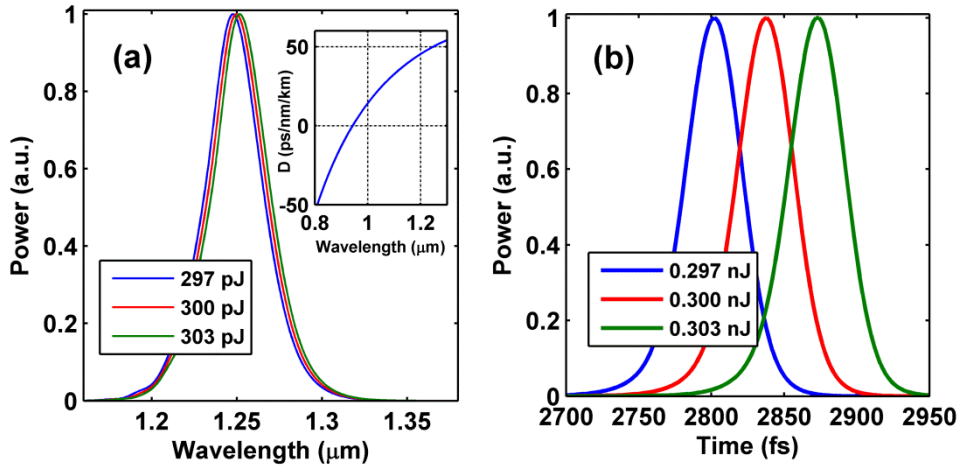 (a)
Power (a.u.)
1
0.8
0.6
0.4
0.2
0
1.2
1.25
1.3
1.35
Wavelength (μm)
297 pJ
300 pJ
303 pJ
D (ps/nm/km)
50
0
-50
0.8
1
1.2
Wavelength (μm)
(b)
Power (a.u.)
1
0.8
0.6
0.4
0.2
0
2700
2750
2800
2850
2900
2950
Time (fs)
0.297 nJ
0.300 nJ
0.303 nJ